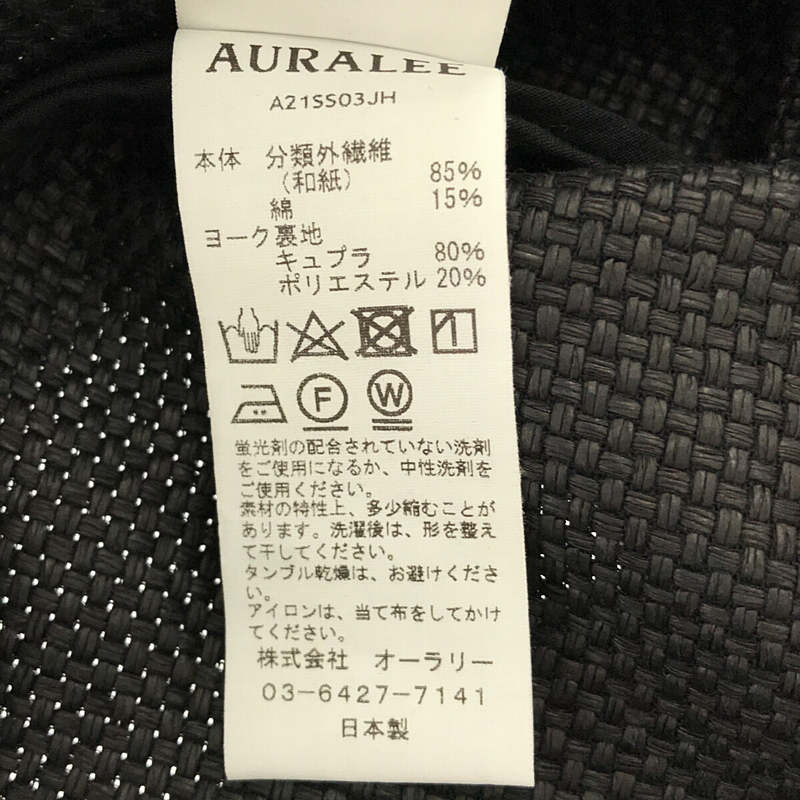 AURALEE
A21SS03JH
本体 分類外繊維
(和紙) 85%
綿 15%
ヨーク裏地
キュプラ 80%
ポリエステル 20%
F W
蛍光剤の配合されていない洗剤
をご使用になるか、中性洗剤を
ご使用ください。
素材の特性上、多少縮むことが
あります。洗濯後は、形を整え
て干してください。
タンブル乾燥は、お避けくださ
い。
アイロンは、当て布をしてかけ
てください。
株式会社 オーラリー
03-6427-7141
日本製